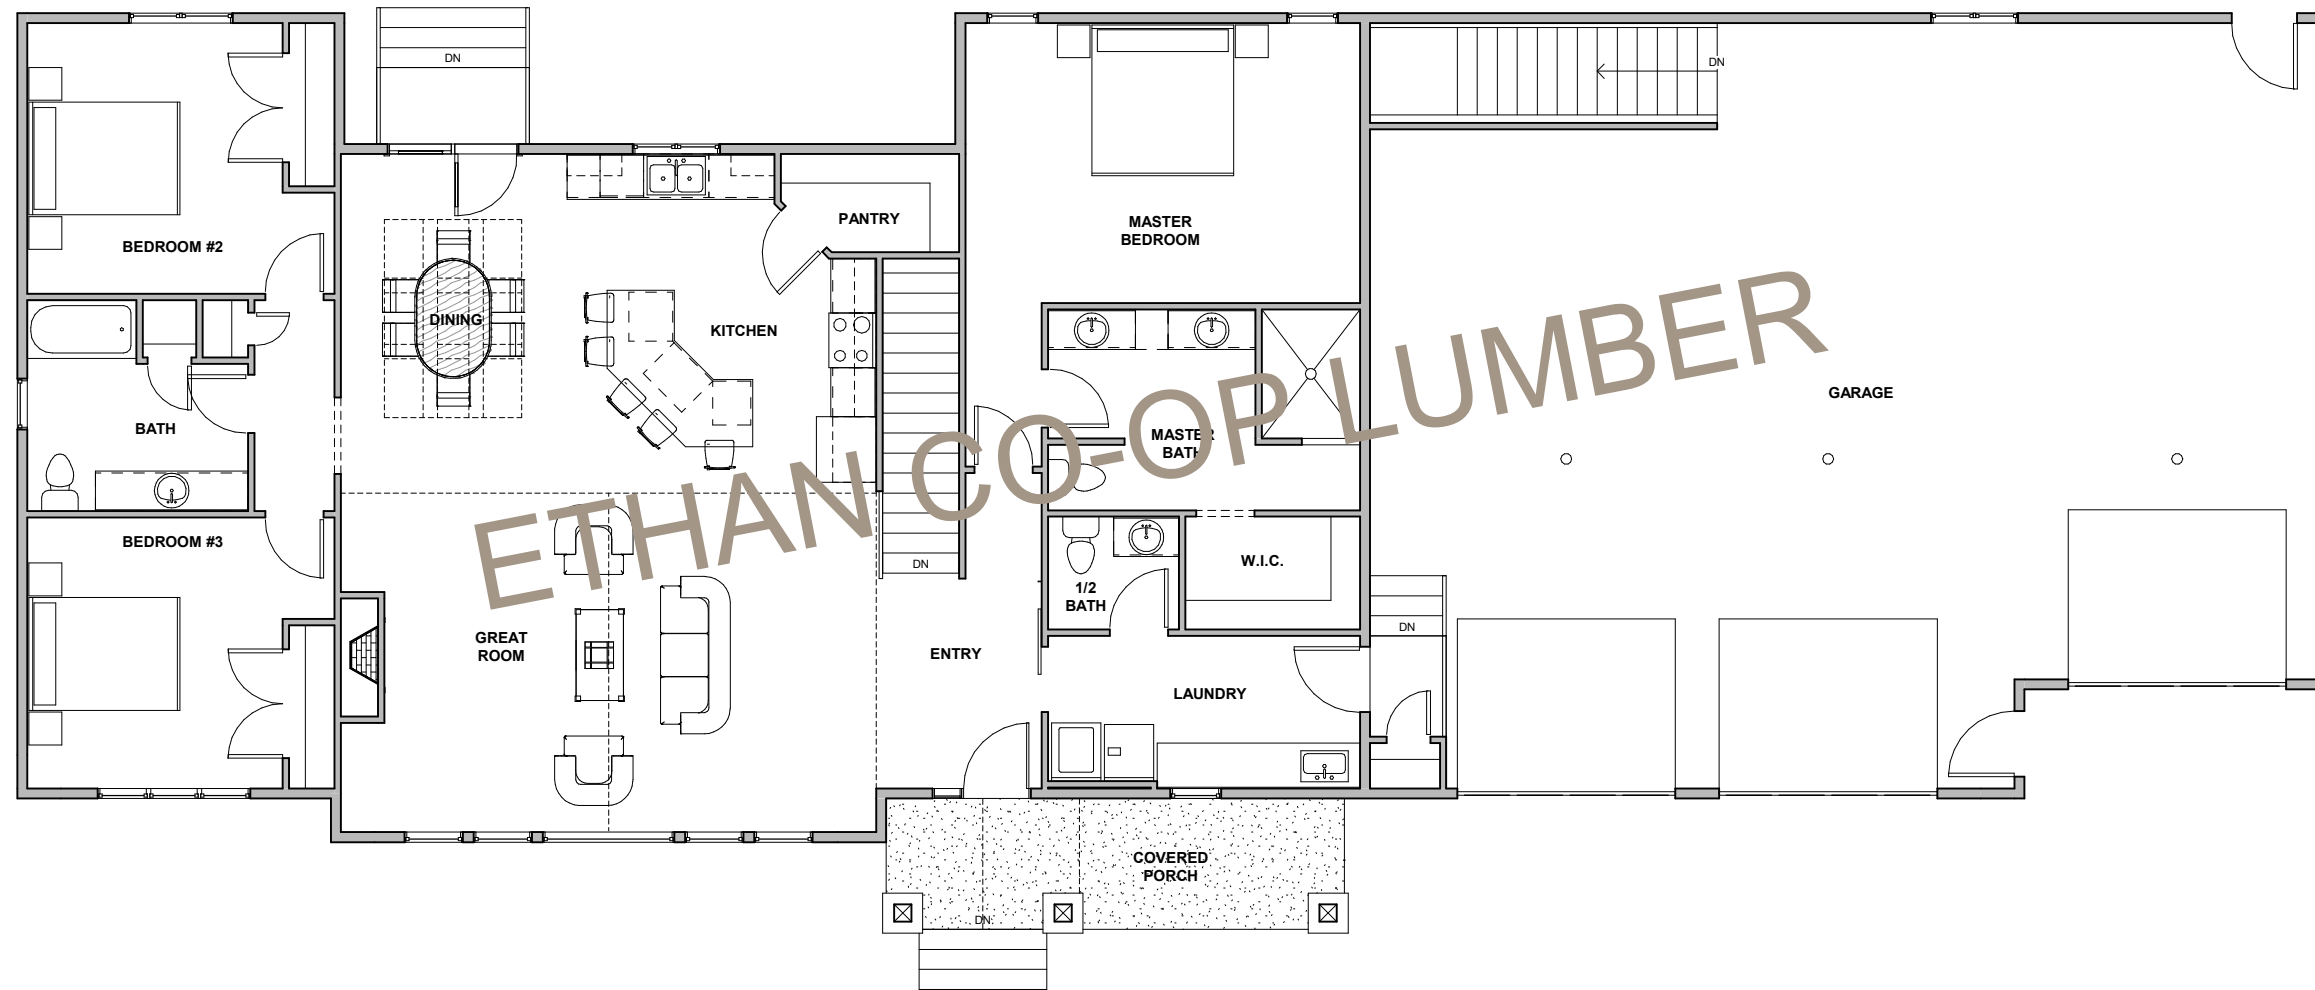 DN
DN
BEDROOM #2
PANTRY
MASTER
BEDROOM
DINING
KITCHEN
GARAGE
BATH
MASTER
BATH
ETHAN CO-OP LUMBER
BEDROOM #3
DN
W.I.C.
1/2
BATH
GREAT
ROOM
ENTRY
DN
LAUNDRY
COVERED
PORCH
DN